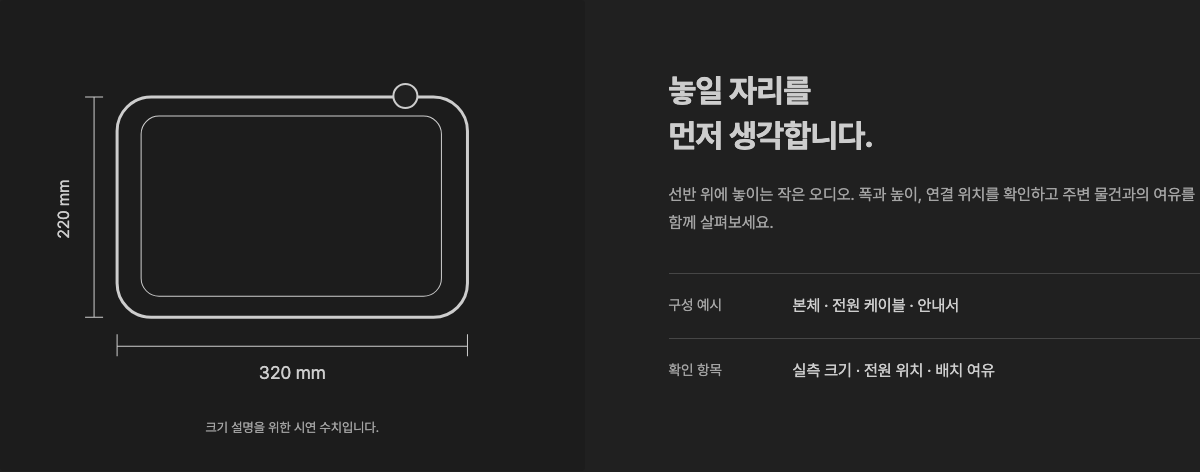 220 mm
320 mm
크기 설명을 위한 시연 수치입니다.
놓일 자리를
먼저 생각합니다.
선반 위에 놓이는 작은 오디오. 폭과 높이, 연결 위치를 확인하고 주변 물건과의 여유를
함께 살펴보세요.
구성 예시 본체 · 전원 케이블 · 안내서
확인 항목 실측 크기 · 전원 위치 · 배치 여유